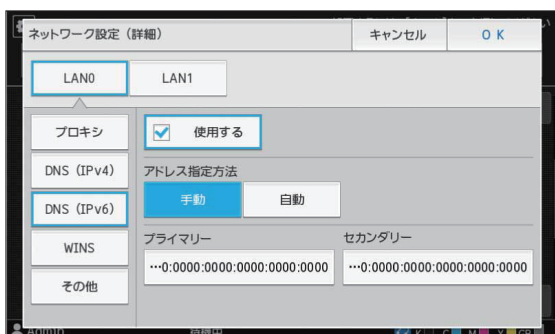 ネットワーク設定（詳細）
キャンセル
OK
LAN0
LAN1
プロキシ
DNS（IPv4）
DNS（IPv6）
WINS
その他
使用する
アドレス指定方法
手動
自動
プライマリー
セカンダリー
…0:0000:0000:0000:0000:0000
…0:0000:0000:0000:0000:0000
Admin
待機中
K
C
M
Y